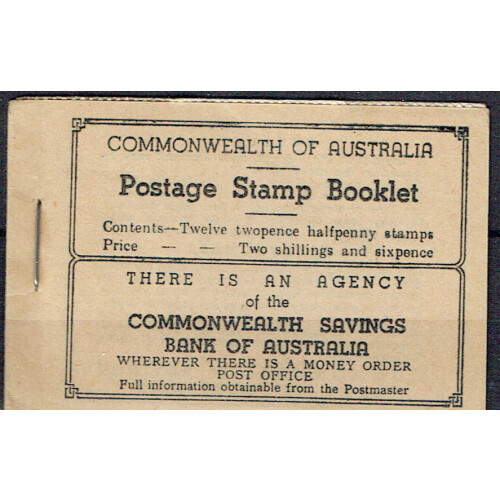 COMMONWEALTH OF AUSTRALIA
Postage Stamp Booklet
Contents—Twelve twopence halfpenny stamps
Price — — Two shillings and sixpence
THERE IS AN AGENCY
of the
COMMONWEALTH SAVINGS
BANK OF AUSTRALIA
WHEREVER THERE IS A MONEY ORDER
POST OFFICE
Full information obtainable from the Postmaster